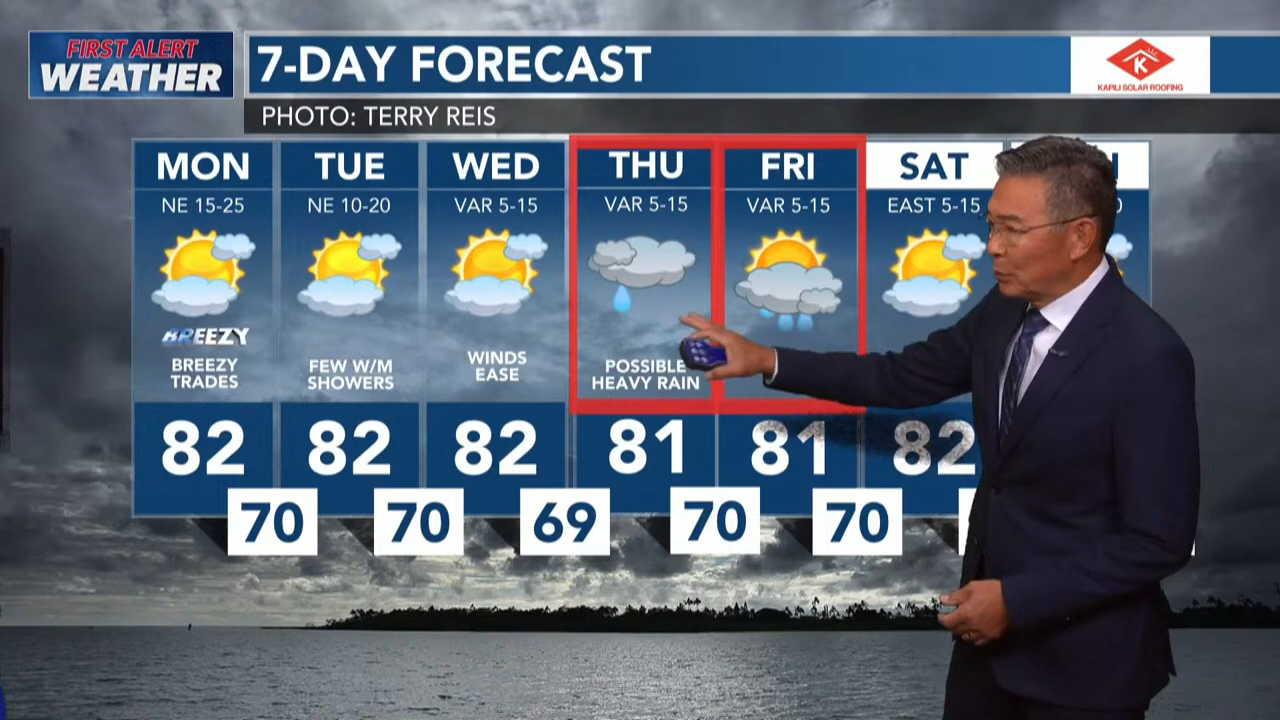 FIRST ALERT
WEATHER
7-DAY FORECAST
KAPILI SOLAR ROOFING
PHOTO: TERRY REIS
MON TUE WED THU FRI SAT
NE 15-25 NE 10-20 VAR 5-15 VAR 5-15 VAR 5-15 EAST 5-15
BREEZY
BREEZY TRADES
FEW W/M SHOWERS
WINDS EASE
POSSIBLE HEAVY RAIN
82 82 82 81 81 82
70 70 69 70 70